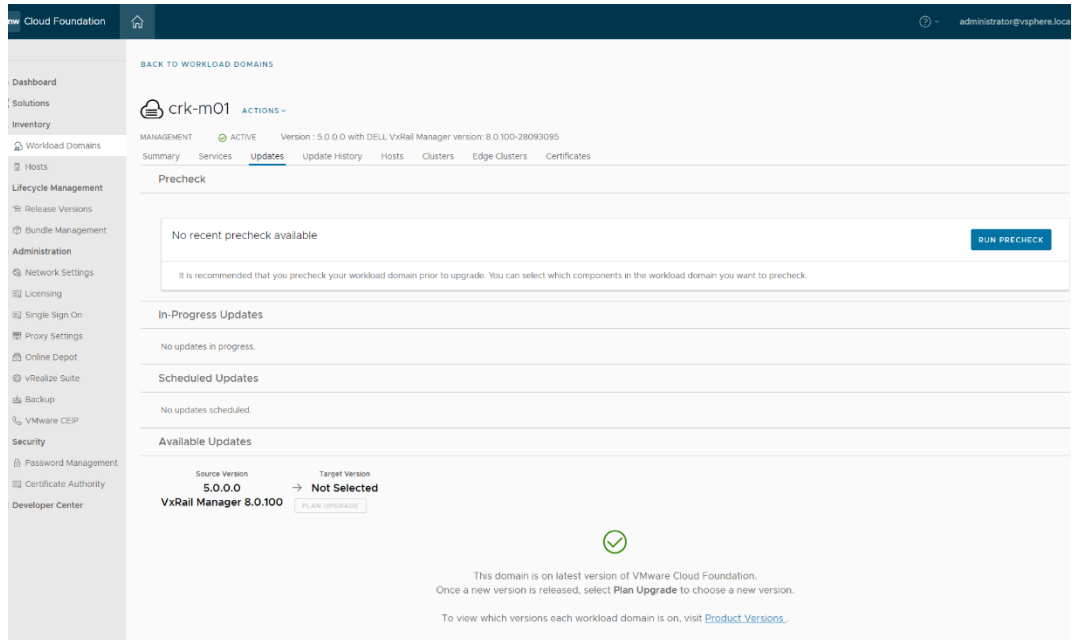 mw Cloud Foundation
administrator@vsphere.loca
BACK TO WORKLOAD DOMAINS
Dashboard
Solutions
Inventory
Workload Domains
Hosts
Lifecycle Management
Release Versions
Bundle Management
Administration
Network Settings
Licensing
Single Sign On
Proxy Settings
Online Depot
vRealize Suite
Backup
VMware CEIP
Security
Password Management
Certificate Authority
Developer Center
crk-m01 ACTIONS
MANAGEMENT ACTIVE Version : 5.0.0.0 with DELL VxRail Manager version: 8.0.100-28093095
Summary Services Updates Update History Hosts Clusters Edge Clusters Certificates
Precheck
No recent precheck available
RUN PRECHECK
It is recommended that you precheck your workload domain prior to upgrade. You can select which components in the workload domain you want to precheck.
In-Progress Updates
No updates in progress.
Scheduled Updates
No updates scheduled.
Available Updates
Source Version Target Version
5.0.0.0 → Not Selected
VxRail Manager 8.0.100 PLAN UPGRADE
This domain is on latest version of VMware Cloud Foundation.
Once a new version is released, select Plan Upgrade to choose a new version.
To view which versions each workload domain is on, visit Product Versions .